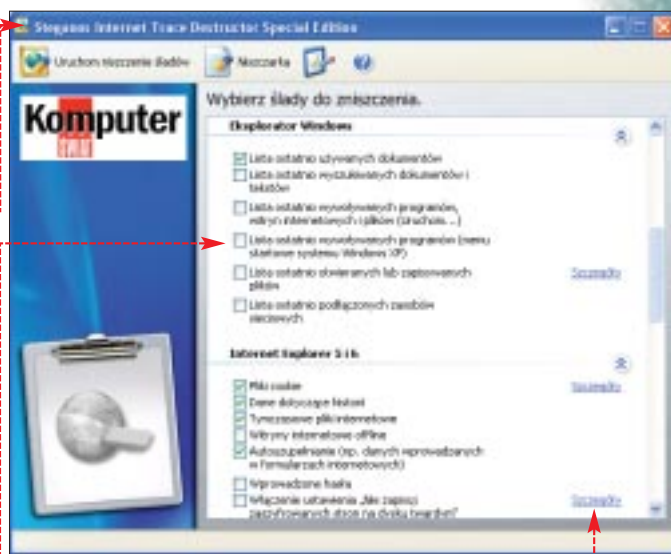 Steganos Internet Trace Destructor Special Edition
Uruchom niszczenie śladów Niszczarka
Komputer
ŚWIAT
Wybierz ślady do zniszczenia.
Eksplorator Windows
Lista ostatnio używanych dokumentów
Lista ostatnio wyszukiwanych dokumentów i
tekstów
Lista ostatnio wywoływanych programów,
witryn internetowych i plików (Uruchom...)
Lista ostatnio wywoływanych programów (menu
startowe systemu Windows XP)
Lista ostatnio otwieranych lub zapisywanych
plików
Szczegóły
Lista ostatnio podłączonych zasobów
sieciowych
Internet Explorer 5 i 6
Pliki cookie
Szczegóły
Dane dotyczące historii
Tymczasowe pliki internetowe
Witryny internetowe offline
Autouzupełnianie (np. danych wprowadzanych
w formularzach internetowych)
Wprowadzone hasła
Włączenie ustawienia „Nie zapisuj
Szczegóły
zaszyfrowanych stron na dysku twardym"